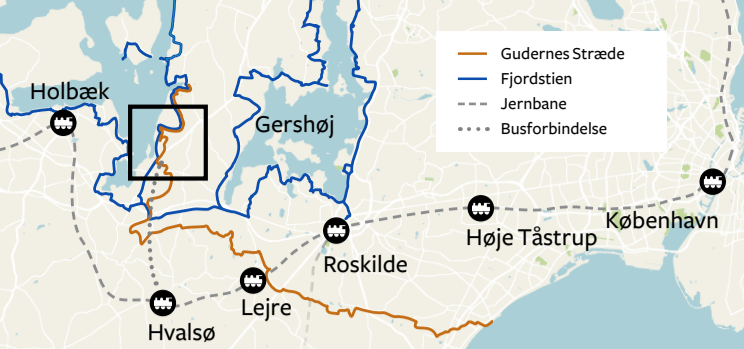 Gudernes Stræde
Fjordstien
Jernbane
Busforbindelse
Holbæk
Gershøj
København
Høje Tåstrup
Roskilde
Lejre
Hvalsø